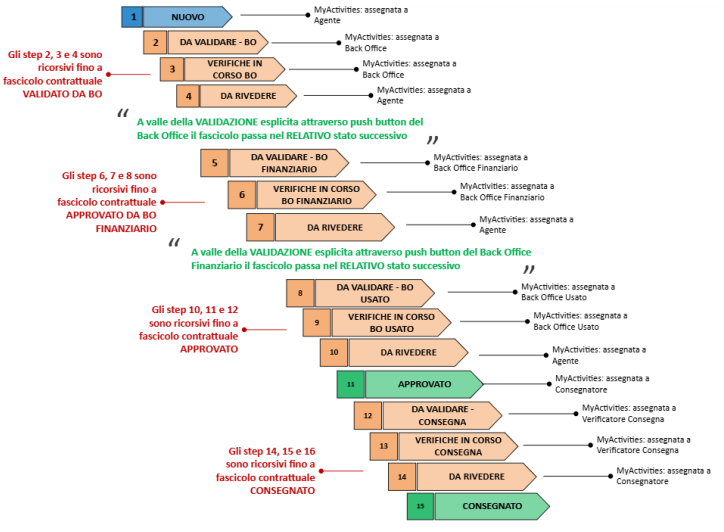 1
NUOVO
MyActivities: assegnata a
Agente
2
DA VALIDARE - BO
MyActivities: assegnata a
Back Office
3
VERIFICHE IN
CORSO BO
MyActivities: assegnata a
Back Office
4
DA RIVEDERE
MyActivities: assegnata a
Agente
Gli step 2, 3 e 4 sono
ricorsivi fino a
fascicolo contrattuale
VALIDATO DA BO
“
A valle della VALIDAZIONE esplicita attraverso push button del
Back Office il fascicolo passa nel RELATIVO stato successivo
”
5
DA VALIDARE - BO
FINANZIARIO
MyActivities: assegnata a
Back Office Finanziario
6
VERIFICHE IN CORSO
BO FINANZIARIO
MyActivities: assegnata a
Back Office Finanziario
7
DA RIVEDERE
MyActivities: assegnata a
Agente
Gli step 6, 7 e 8 sono
ricorsivi fino a
fascicolo contrattuale
APPROVATO DA BO
FINANZIARIO
“
A valle della VALIDAZIONE esplicita attraverso push button del Back Office
Finanziario il fascicolo passa nel RELATIVO stato successivo
”
8
DA VALIDARE - BO
USATO
MyActivities: assegnata a
Back Office Usato
9
VERIFICHE IN CORSO
BO USATO
MyActivities: assegnata a
Back Office Usato
10
DA RIVEDERE
MyActivities: assegnata a
Agente
Gli step 10, 11 e 12
sono ricorsivi fino a
fascicolo contrattuale
APPROVATO
11
APPROVATO
MyActivities: assegnata a
Consegnatore
12
DA VALIDARE -
CONSEGNA
MyActivities: assegnata a
Verificatore Consegna
13
VERIFICHE IN CORSO
CONSEGNA
MyActivities: assegnata a
Verificatore Consegna
14
DA RIVEDERE
MyActivities: assegnata a
Consegnatore
Gli step 14, 15 e 16
sono ricorsivi fino a
fascicolo contrattuale
CONSEGNATO
15
CONSEGNATO